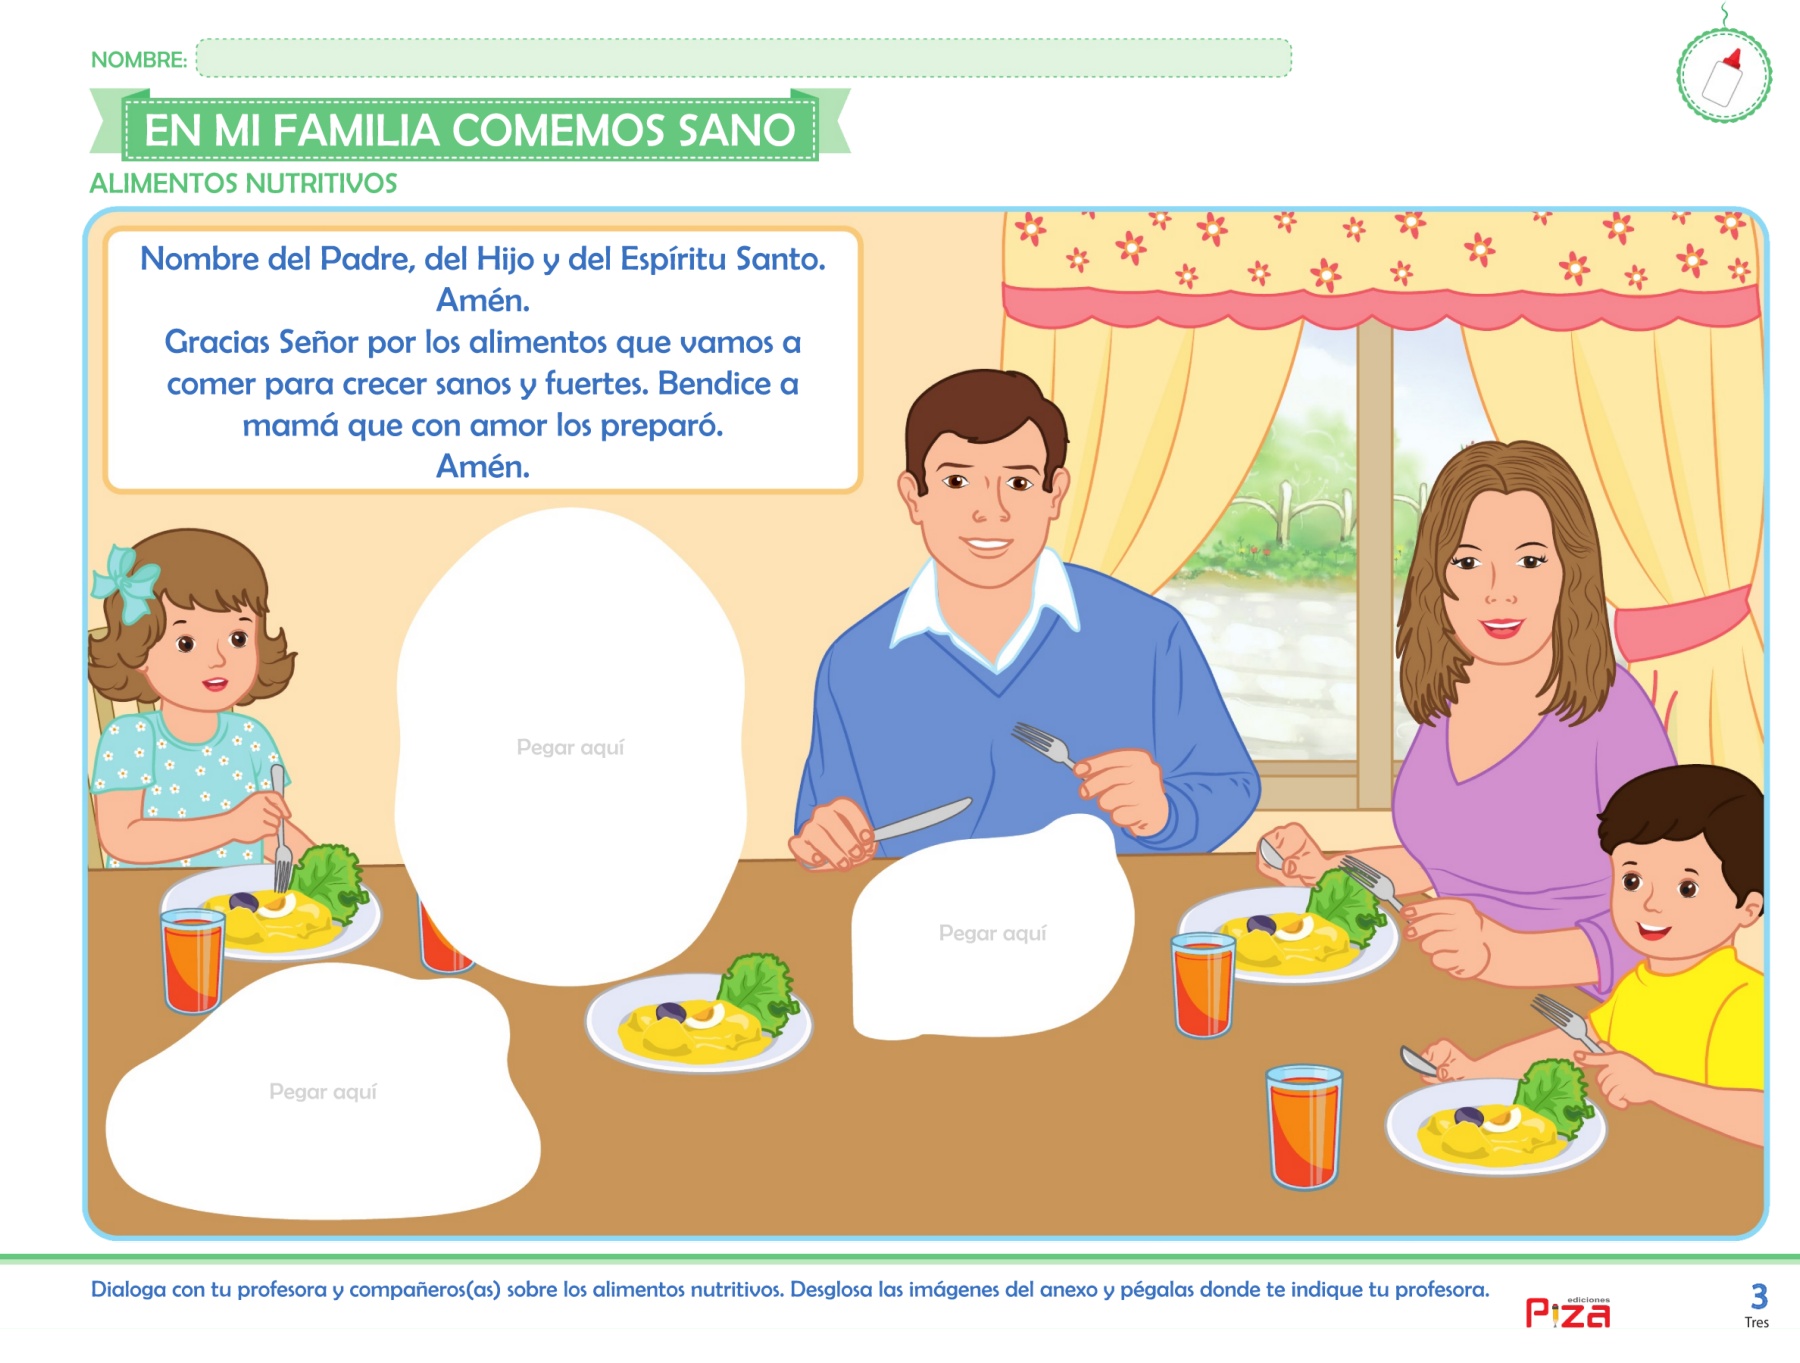 NOMBRE:
EN MI FAMILIA COMEMOS SANO
ALIMENTOS NUTRITIVOS
Nombre del Padre, del Hijo y del Espíritu Santo.
Amén.
Gracias Señor por los alimentos que vamos a
comer para crecer sanos y fuertes. Bendice a
mamá que con amor los preparó.
Amén.
Pegar aquí
Pegar aquí
Pegar aquí
Dialoga con tu profesora y compañeros(as) sobre los alimentos nutritivos. Desglosa las imágenes del anexo y pégalas donde te indique tu profesora.
ediciones
Piza
3
Tres